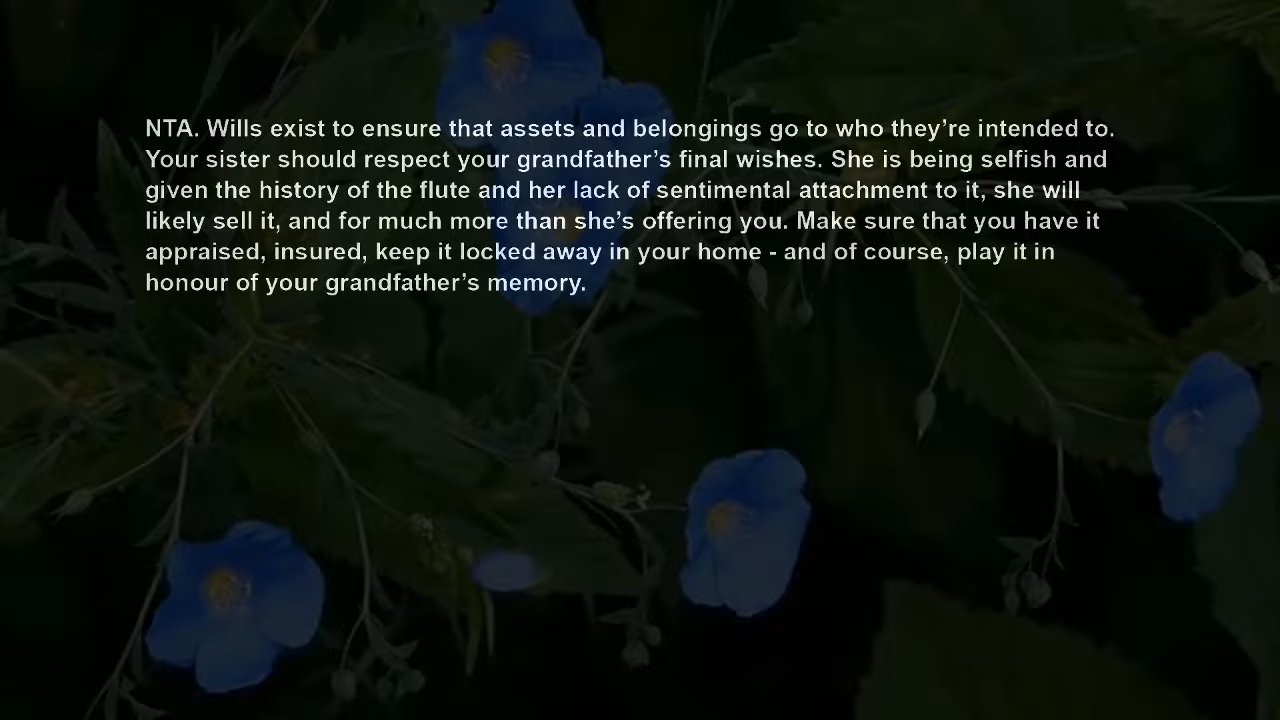 NTA. Wills exist to ensure that assets and belongings go to who they’re intended to.
Your sister should respect your grandfather’s final wishes. She is being selfish and
given the history of the flute and her lack of sentimental attachment to it, she will
likely sell it, and for much more than she’s offering you. Make sure that you have it
appraised, insured, keep it locked away in your home - and of course, play it in
honour of your grandfather’s memory.